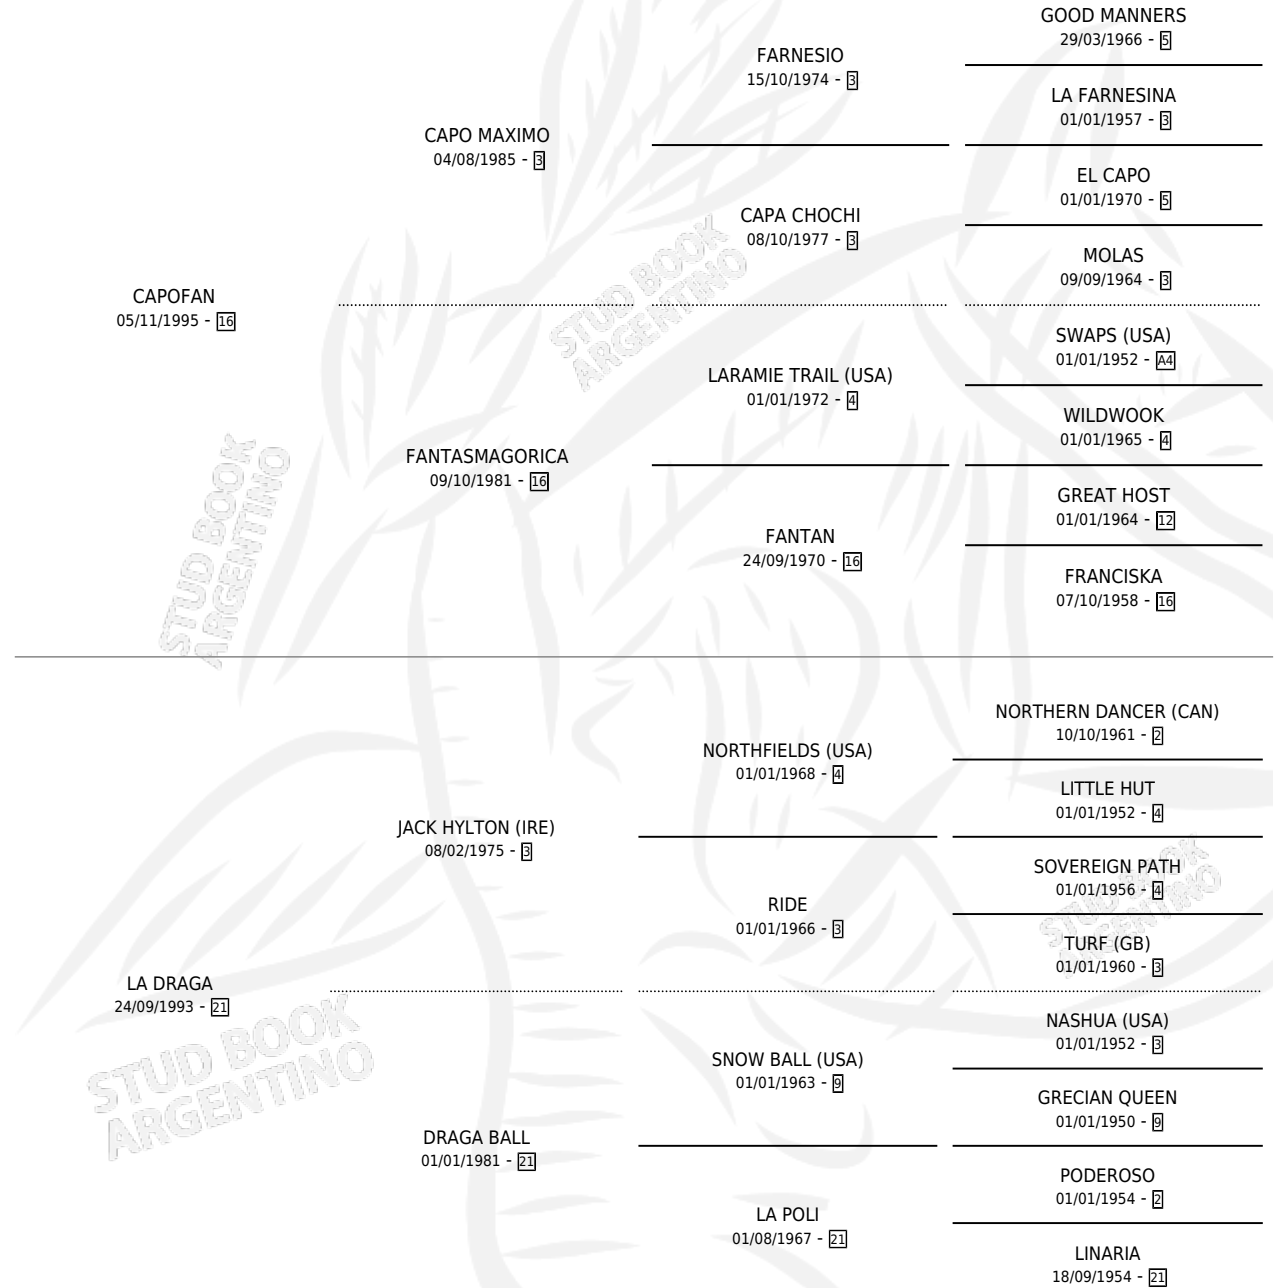 GOOD MANNERS
29/03/1966 - 5
FARNESIO
15/10/1974 - 3
LA FARNESINA
01/01/1957 - 3
CAPO MAXIMO
04/08/1985 - 3
EL CAPO
01/01/1970 - 5
CAPA CHOCHI
08/10/1977 - 3
MOLAS
09/09/1964 - 3
CAPOFAN
05/11/1995 - 16
SWAPS (USA)
01/01/1952 - A4
LARAMIE TRAIL (USA)
01/01/1972 - 4
WILDWOOK
01/01/1965 - 4
FANTASMAGORICA
09/10/1981 - 16
GREAT HOST
01/01/1964 - 12
FANTAN
24/09/1970 - 16
FRANCISKA
07/10/1958 - 16
STUD BOOK
ARGENTINO
STUD BOOK
ARGENTINO
NORTHERN DANCER (CAN)
10/10/1961 - 2
NORTHFIELDS (USA)
01/01/1968 - 4
LITTLE HUT
01/01/1952 - 4
JACK HYLTON (IRE)
08/02/1975 - 3
SOVEREIGN PATH
01/01/1956 - 4
RIDE
01/01/1966 - 3
TURF (GB)
01/01/1960 - 3
STUD BOOK
ARGENTINO
LA DRAGA
24/09/1993 - 21
NASHUA (USA)
01/01/1952 - 3
SNOW BALL (USA)
01/01/1963 - 9
GRECIAN QUEEN
01/01/1950 - 9
STUD BOOK
ARGENTINO
DRAGA BALL
01/01/1981 - 21
PODEROSO
01/01/1954 - 2
LA POLI
01/08/1967 - 21
LINARIA
18/09/1954 - 21